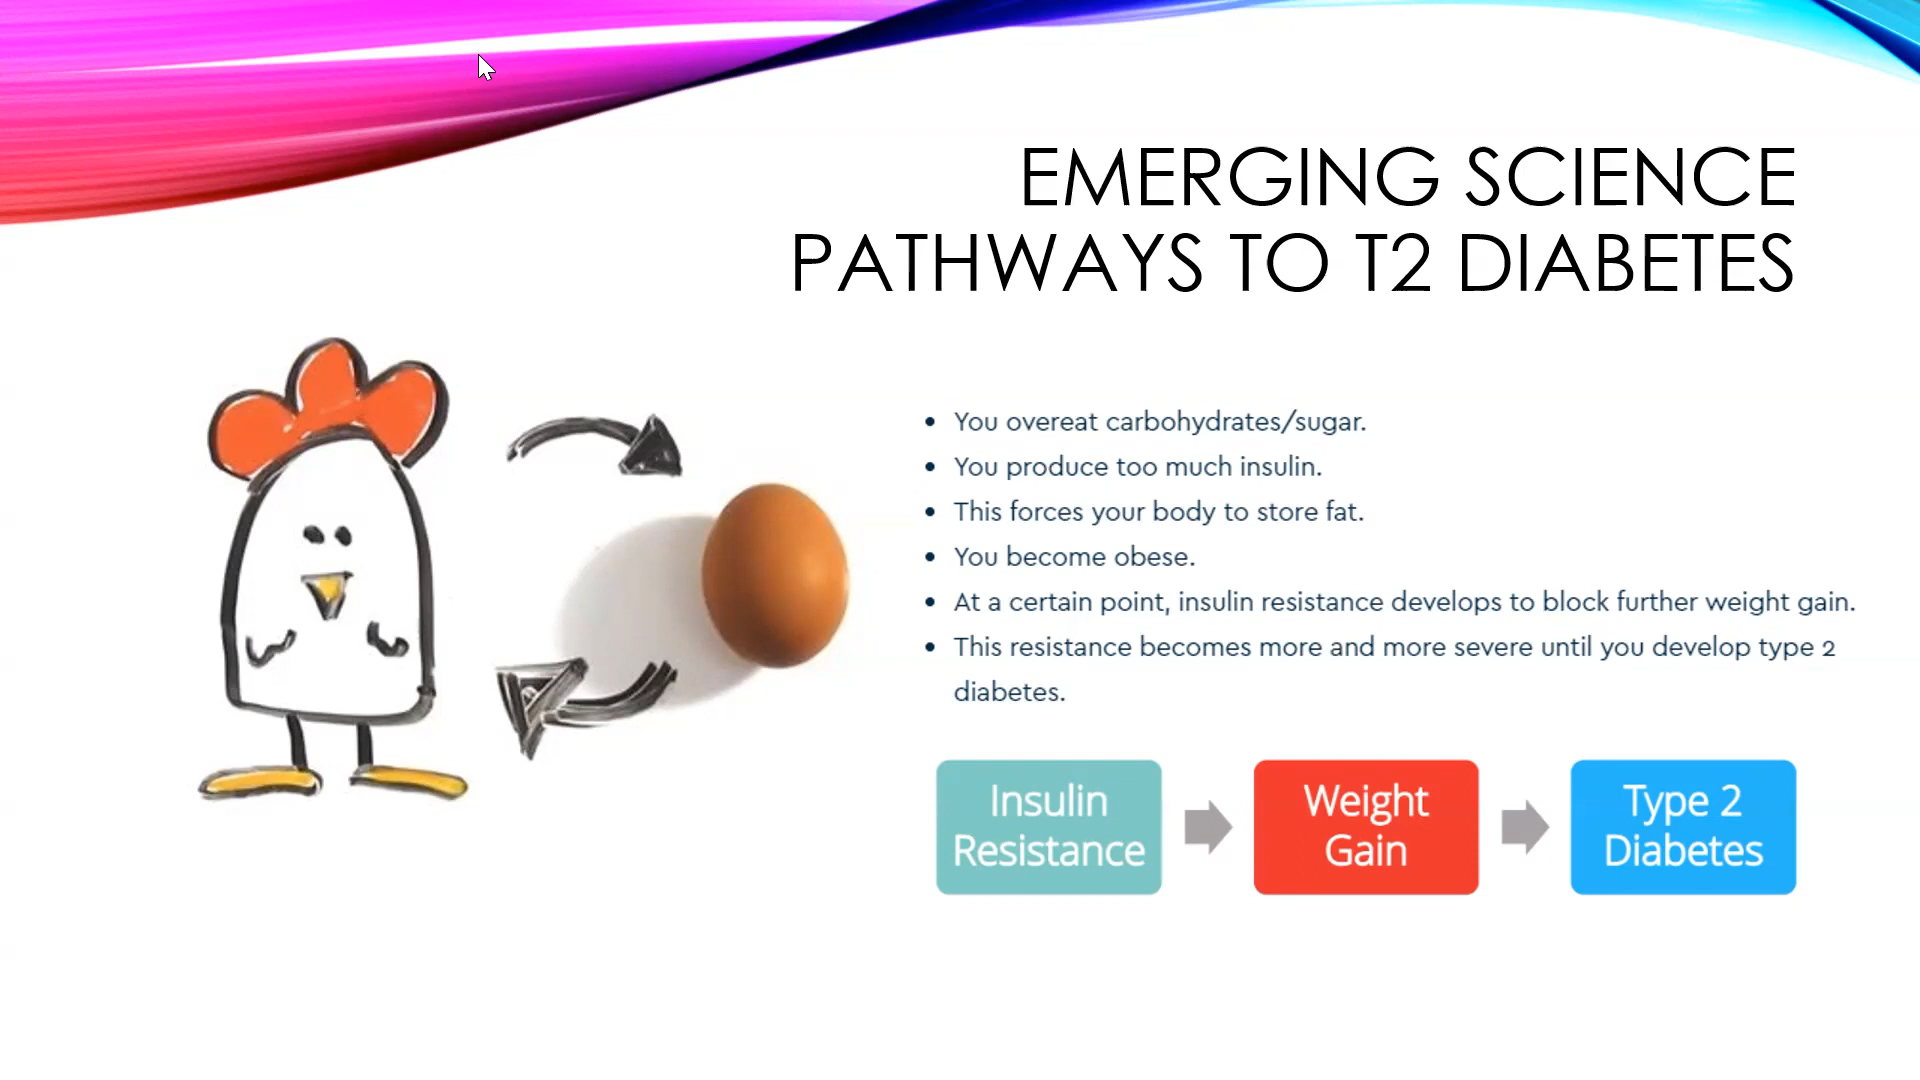 EMERGING SCIENCE
PATHWAYS TO T2 DIABETES
• You overeat carbohydrates/sugar.
• You produce too much insulin.
• This forces your body to store fat.
• You become obese.
• At a certain point, insulin resistance develops to block further weight gain.
• This resistance becomes more and more severe until you develop type 2
diabetes.
Insulin
Resistance
Weight
Gain
Type 2
Diabetes